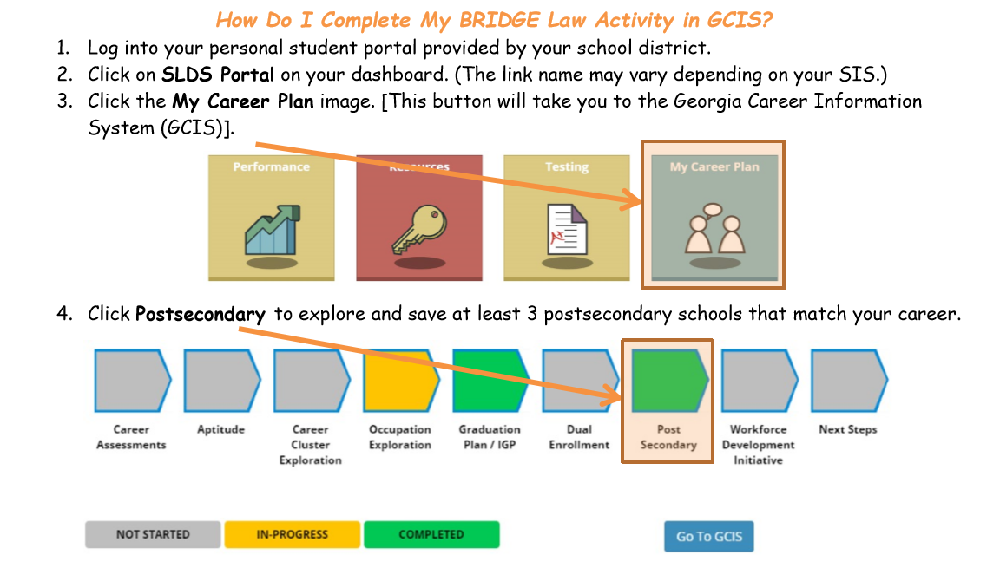 How Do I Complete My BRIDGE Law Activity in GCIS?
1. Log into your personal student portal provided by your school district.
2. Click on SLDS Portal on your dashboard. (The link name may vary depending on your SIS.)
3. Click the My Career Plan image. [This button will take you to the Georgia Career Information
System (GCIS)].
Performance Resources Testing My Career Plan
4. Click Postsecondary to explore and save at least 3 postsecondary schools that match your career.
Career Aptitude Career Occupation Graduation Dual Post Workforce Next Steps
Assessments Cluster Exploration Plan / IGP Enrollment Secondary Development
Exploration Initiative
NOT STARTED IN-PROGRESS COMPLETED Go To GCIS